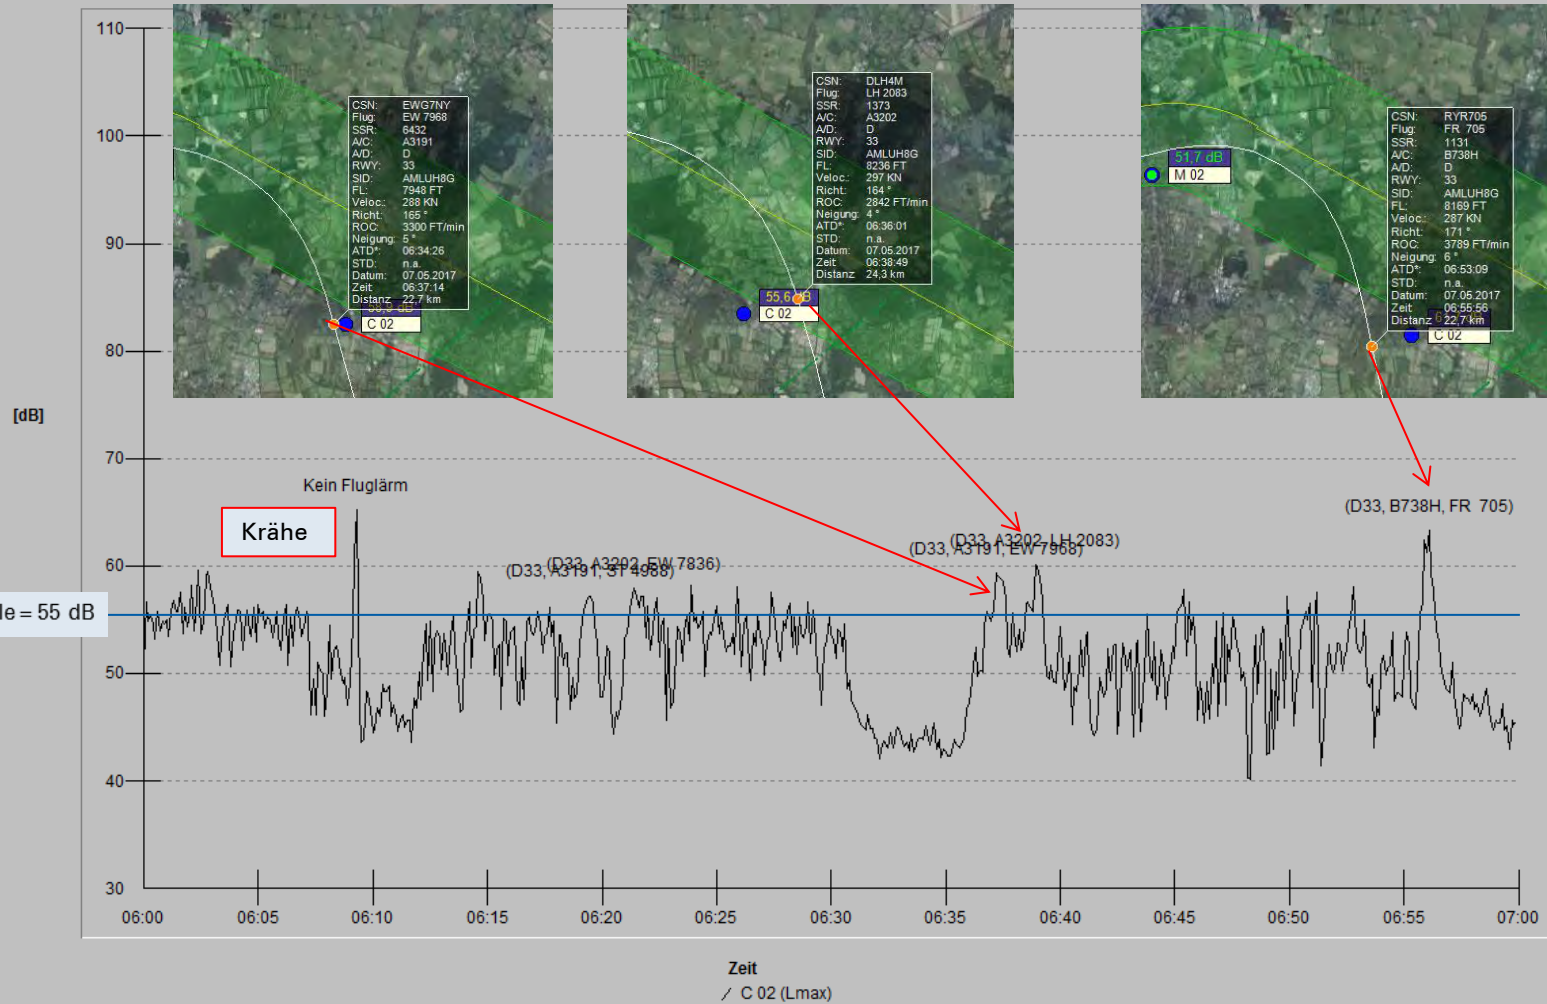 110
100
90
80
[dB]
70
60
50
40
30
CSN: EWG7NY
Flug: EW 7968
SSR: 6432
A/C: A3191
A/D: D
RWY: 33
SID: AMLUH8G
FL: 7948 FT
Veloc.: 288 KN
Richt.: 165 °
ROC: 3300 FT/min
Neigung: 5 °
ATD*: 06:34:26
STD: n.a.
Datum: 07.05.2017
Zeit: 06:37:14
Distanz 22,7 km
C 02
CSN: DLH4M
Flug: LH 2083
SSR: 1373
A/C: A3202
A/D: D
RWY: 33
SID: AMLUH8G
FL: 8236 FT
Veloc.: 297 KN
Richt.: 164 °
ROC: 2842 FT/min
Neigung: 4 °
ATD*: 06:36:01
STD: n.a.
Datum: 07.05.2017
Zeit: 06:38:49
Distanz 24,3 km
55,6 dB
C 02
51,7 dB
M 02
CSN: RYR705
Flug: FR 705
SSR: 1131
A/C: B738H
A/D: D
RWY: 33
SID: AMLUH8G
FL: 8169 FT
Veloc.: 287 KN
Richt.: 171 °
ROC: 3789 FT/min
Neigung: 6 °
ATD*: 06:53:09
STD: n.a.
Datum: 07.05.2017
Zeit: 06:55:56
Distanz 22,7 km
C 02
Kein Fluglärm
Krähe
(D33, A3202, EW 7836)
(D33, A3191, ST 4988)
(D33, A3202, LH 2083)
(D33, A3191, EW 7968)
(D33, B738H, FR 705)
le = 55 dB
06:00 06:05 06:10 06:15 06:20 06:25 06:30 06:35 06:40 06:45 06:50 06:55 07:00
Zeit
C 02 (Lmax)